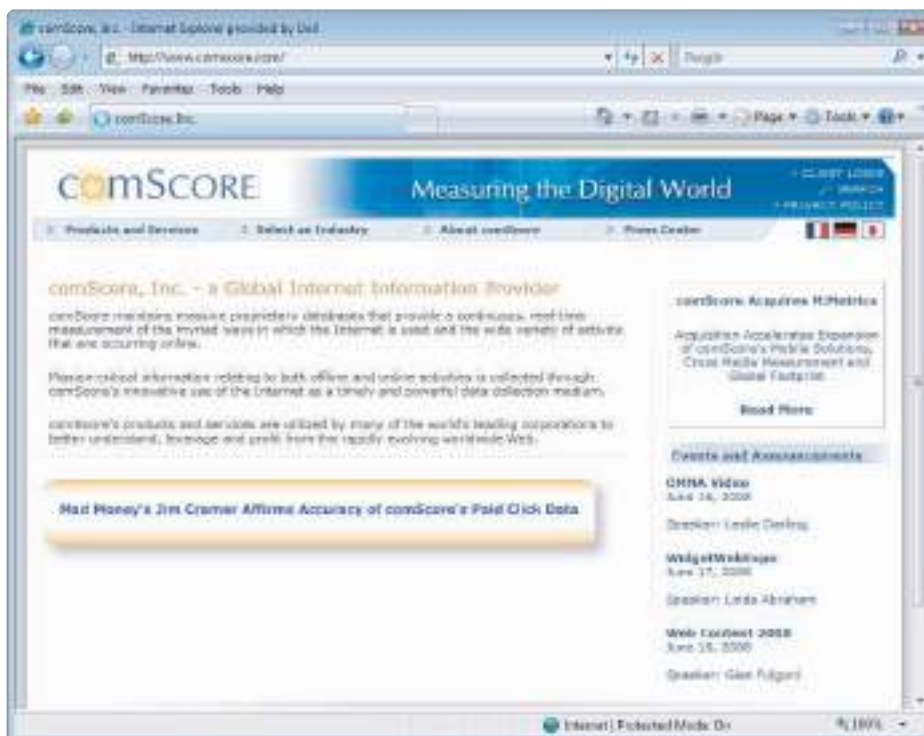 comScore, Inc. - Internet Explorer provided by Dell
http://www.comscore.com/
Google
File Edit View Favorites Tools Help
comScore, Inc.
Page Tools
comSCORE
Measuring the Digital World
CLIENT LOGIN
SEARCH
PRIVACY POLICY
Products and Services
Select an Industry
About comScore
Press Center
comScore, Inc. - a Global Internet Information Provider
comScore maintains massive proprietary databases that provide a continuous, real-time
measurement of the myriad ways in which the Internet is used and the wide variety of activity
that are occurring online.
Mission-critical information relating to both offline and online activities is collected through
comScore's innovative use of the Internet as a timely and powerful data collection medium.
comScore's products and services are utilized by many of the world's leading corporations to
better understand, leverage and profit from the rapidly evolving worldwide Web.
Mad Money's Jim Cramer Affirms Accuracy of comScore's Paid Click Data
comScore Acquires M:Metrics
Acquisition Accelerates Expansion
of comScore's Mobile Solutions,
Cross Media Measurement and
Global Footprint
Read More
Events and Announcements
Video
June 16, 2008
Speaker: Leslie Darling
WidgetWebExpo
June 17, 2008
Speaker: Linda Abraham
Web Content 2008
June 2008
Speaker: Gian Fulgoni
Internet | Protected Mode: On
100%